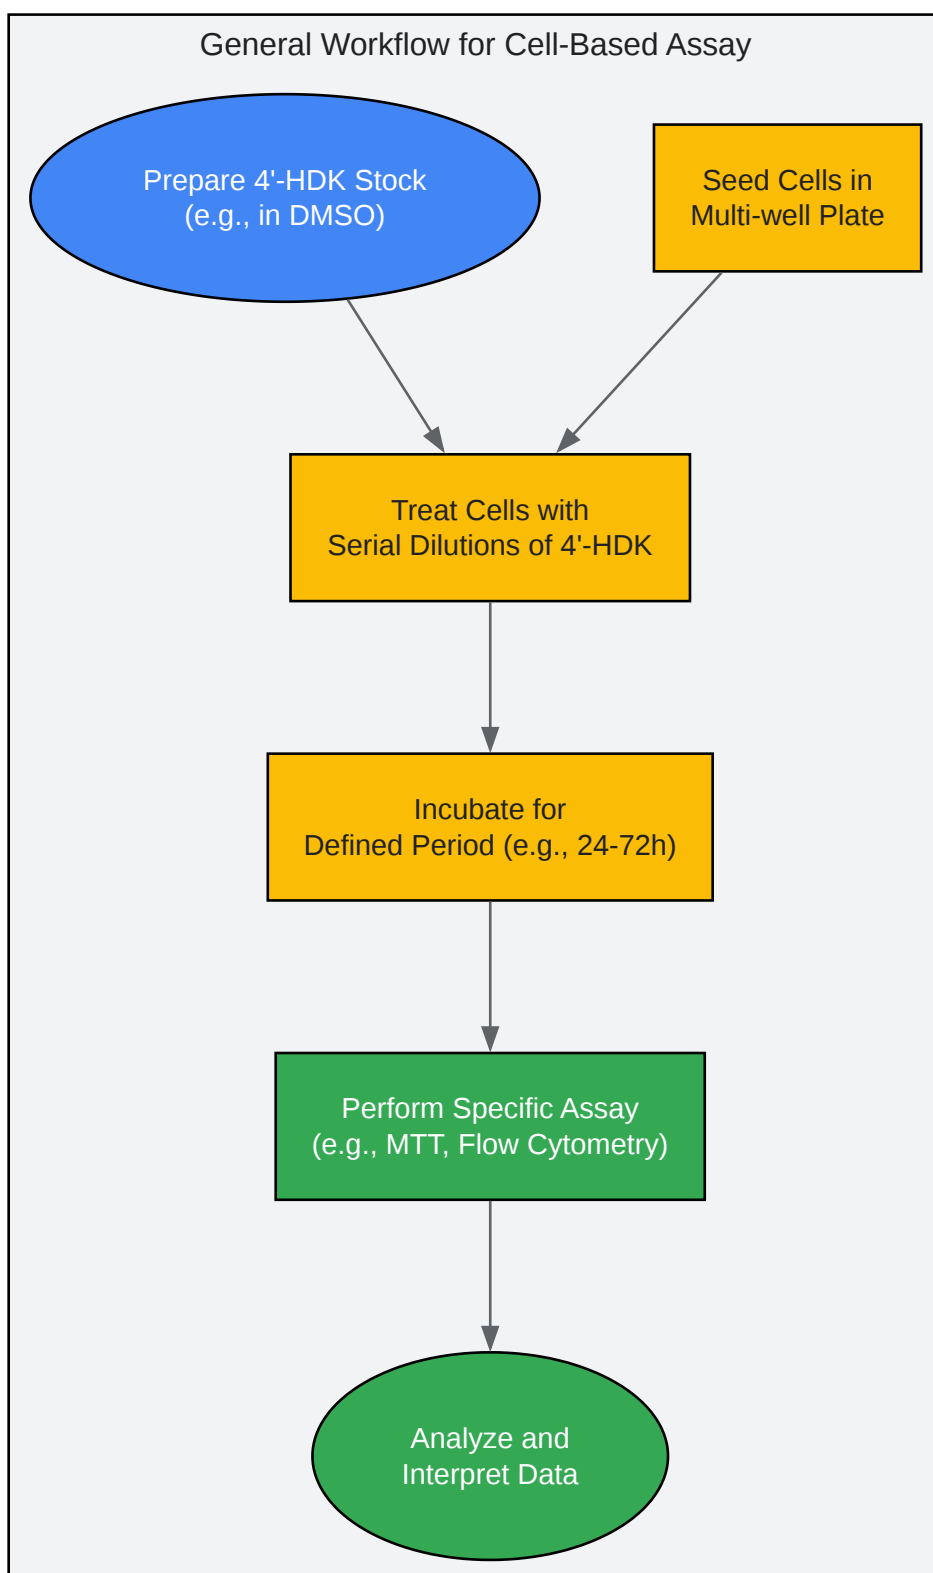 General Workflow for Cell-Based Assay
Prepare 4'-HDK Stock
(e.g., in DMSO)
Seed Cells in
Multi-well Plate
Treat Cells with
Serial Dilutions of 4'-HDK
Incubate for
Defined Period (e.g., 24-72h)
Perform Specific Assay
(e.g., MTT, Flow Cytometry)
Analyze and
Interpret Data